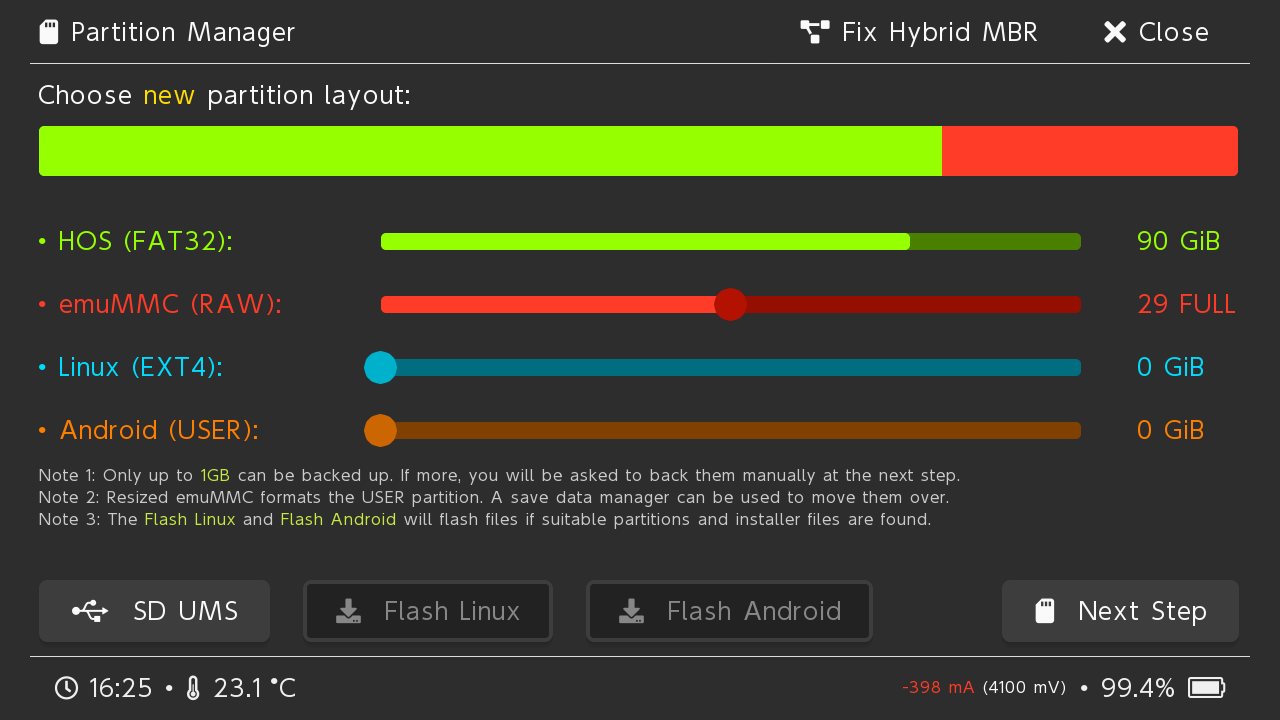 Partition Manager Fix Hybrid MBR Close
Choose new partition layout:
• HOS (FAT32): 90 GiB
• emuMMC (RAW): 29 FULL
• Linux (EXT4): 0 GiB
• Android (USER): 0 GiB
Note 1: Only up to 1GB can be backed up. If more, you will be asked to back them manually at the next step.
Note 2: Resized emuMMC formats the USER partition. A save data manager can be used to move them over.
Note 3: The Flash Linux and Flash Android will flash files if suitable partitions and installer files are found.
SD UMS Flash Linux Flash Android Next Step
16:25 • 23.1 °C -398 mA (4100 mV) • 99.4%